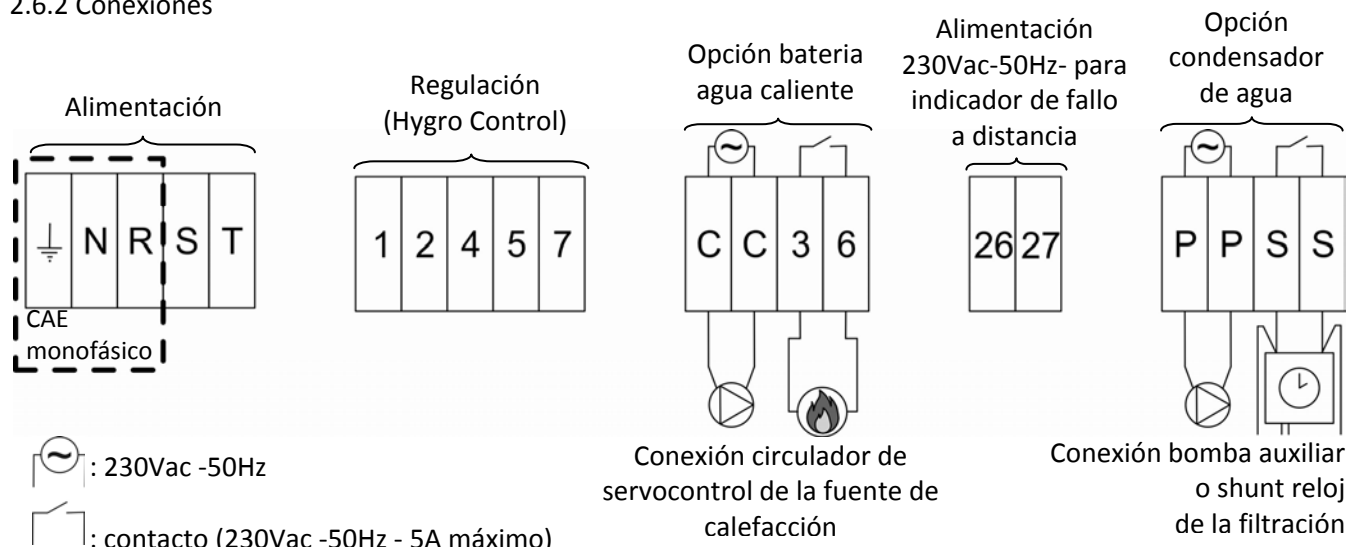 2.6.2 Conexiones
Alimentación
Regulación
(Hygro Control)
Opción bateria
agua caliente
Alimentación
230Vac-50Hz- para
indicador de fallo
a distancia
Opción
condensador
de agua
N R S T
1 2 4 5 7
C C 3 6
26 27
P P S S
CAE
monofásico
: 230Vac -50Hz
: contacto (230Vac -50Hz - 5A máximo)
Conexión circulador de
servocontrol de la fuente de
calefacción
Conexión bomba auxiliar
o shunt reloj
de la filtración